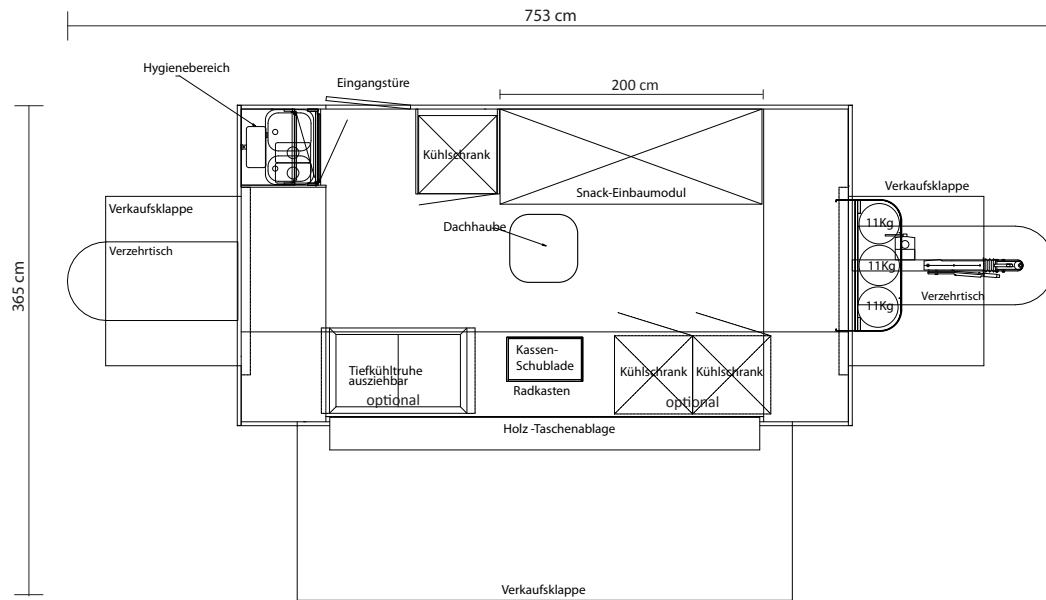 753 cm
Hygienebereich
Eingangstüre
200 cm
Kühlschrank
Snack-Einbaumodul
Verkaufsklappe
Verkaufsklappe
Verzehrtisch
Dachhaube
11Kg
11Kg
11Kg
Verzehrtisch
365 cm
Kassen-
Schublade
Tiefkühltruhe
ausziehbar
optional
Radkasten
Kühlschrank
Kühlschrank
optional
Holz -Taschenablage
Verkaufsklappe